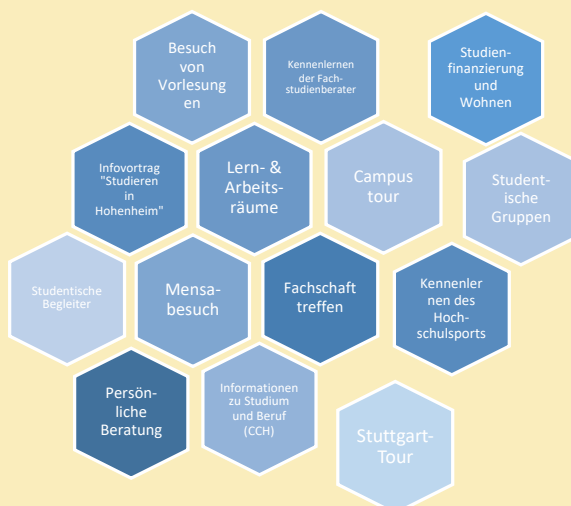 Besuch
von
Vorlesung
en
Kennenlernen
der Fach-
studienberater
Studien-
finanzierung
und
Wohnen
Infovortrag
"Studieren
in
Hohenheim"
Lern- &
Arbeits-
räume
Campus
tour
Student-
ische
Gruppen
Studentische
Begleiter
Mensa-
besuch
Fachschaft
treffen
Kennenler
nen des
Hoch-
schulsports
Persön-
liche
Beratung
Informationen
zu Studium
und Beruf
(CCH)
Stuttgart-
Tour